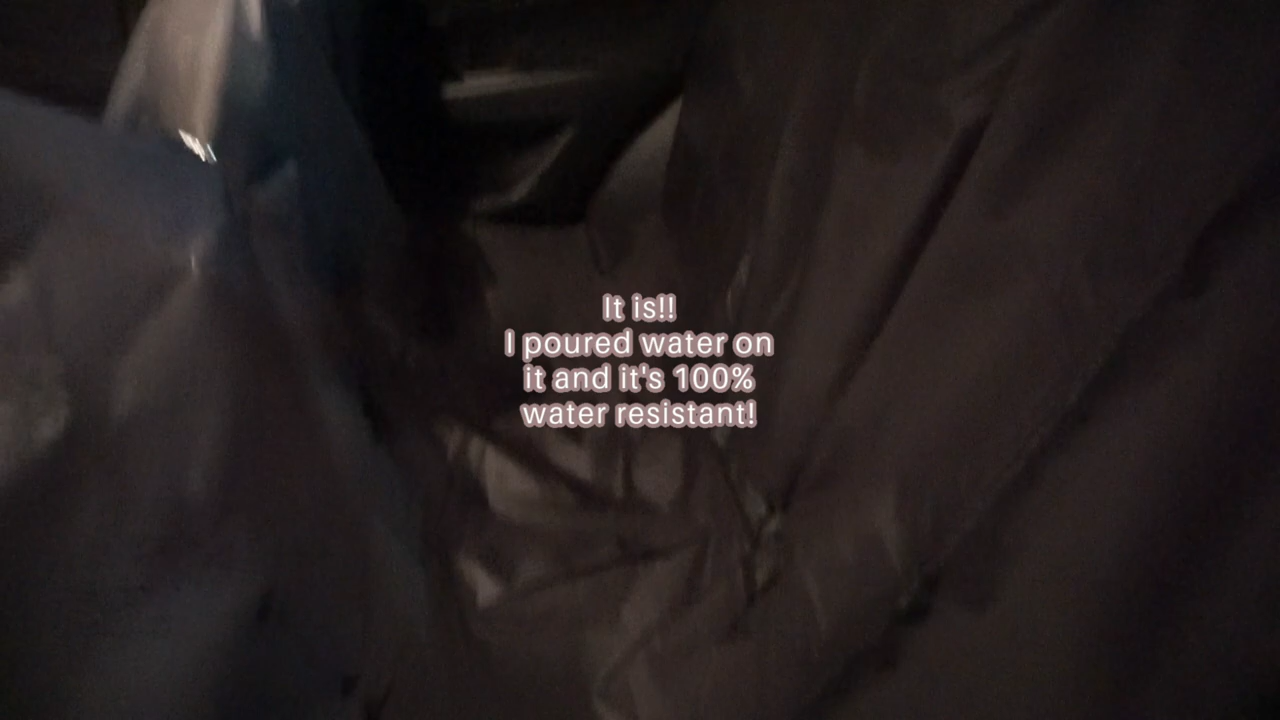 It is!!
I poured water on
it and it's 100%
water resistant!